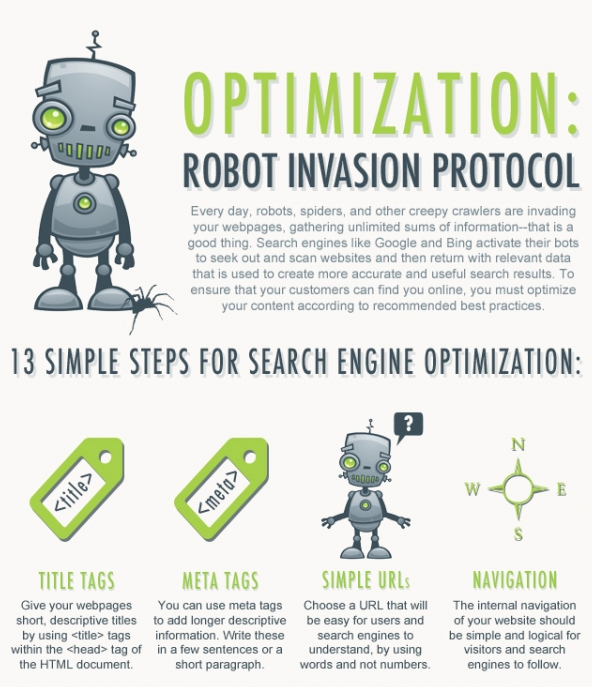 OPTIMIZATION:
ROBOT INVASION PROTOCOL
Every day, robots, spiders, and other creepy crawlers are invading
your webpages, gathering unlimited sums of information--that is a
good thing. Search engines like Google and Bing activate their bots
to seek out and scan websites and then return with relevant data
that is used to create more accurate and useful search results. To
ensure that your customers can find you online, you must optimize
your content according to recommended best practices.
13 SIMPLE STEPS FOR SEARCH ENGINE OPTIMIZATION:
<title>
TITLE TAGS
Give your webpages
short, descriptive titles
by using <title> tags
within the <head> tag of
the HTML document.
<meta>
META TAGS
You can use meta tags
to add longer descriptive
information. Write these
in a few sentences or a
short paragraph.
?
SIMPLE URLs
Choose a URL that will
be easy for users and
search engines to
understand, by using
words and not numbers.
N
W E
S
NAVIGATION
The internal navigation
of your website should
be simple and logical for
visitors and search
engines to follow.